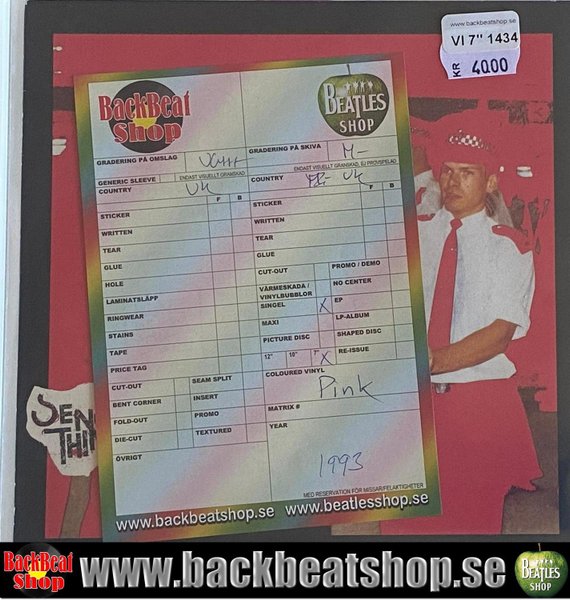 www.backbeatshop.se
VI 7" 1434
KR 4000
BackBeat Shop
BEATLES SHOP
GRADERING PÅ OMSLAG
GRADERING PÅ SKIVA M-
GENERIC SLEEVE ENDAST VISUELLT GRANSKAD
ENDAST VISUELLT GRANSKAD, EJ PROVSPELAD
COUNTRY UK
COUNTRY UK
F B
F B
STICKER
STICKER
WRITTEN
WRITTEN
TEAR
TEAR
GLUE
GLUE
HOLE
CUT-OUT
PROMO / DEMO
LAMINATSLÄPP
VÄRMESKADA / VINYLBUBBLOR
NO CENTER
RINGWEAR
SINGEL X
EP
STAINS
MAXI
LP-ALBUM
TAPE
PICTURE DISC
SHAPED DISC
PRICE TAG
12" 10" 7" X
RE-ISSUE
CUT-OUT
SEAM SPLIT
COLOURED VINYL
Pink
BENT CORNER
INSERT
FOLD-OUT
PROMO
MATRIX #
DIE-CUT
TEXTURED
YEAR
1993
ÖVRIGT
MED RESERVATION FÖR MISSAR/FELAKTIGHETER
www.backbeatshop.se www.beatlesshop.se
BackBeat Shop
www.backbeatshop.se
BEATLES SHOP